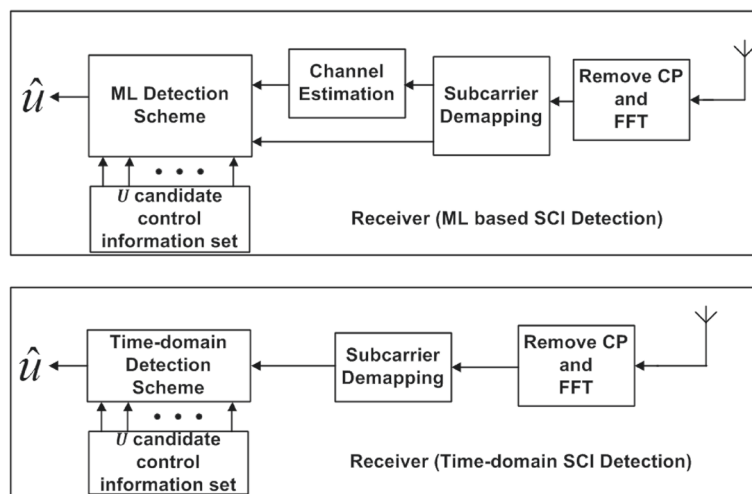 Channel
Estimation
Remove CP
and
FFT
Subcarrier
Demapping
ML Detection
Scheme
û
• • •
U candidate
control
information set
Receiver (ML based SCI Detection)
Time-domain
Detection
Scheme
Subcarrier
Demapping
Remove CP
and
FFT
û
• • •
U candidate
control
information set
Receiver (Time-domain SCI Detection)